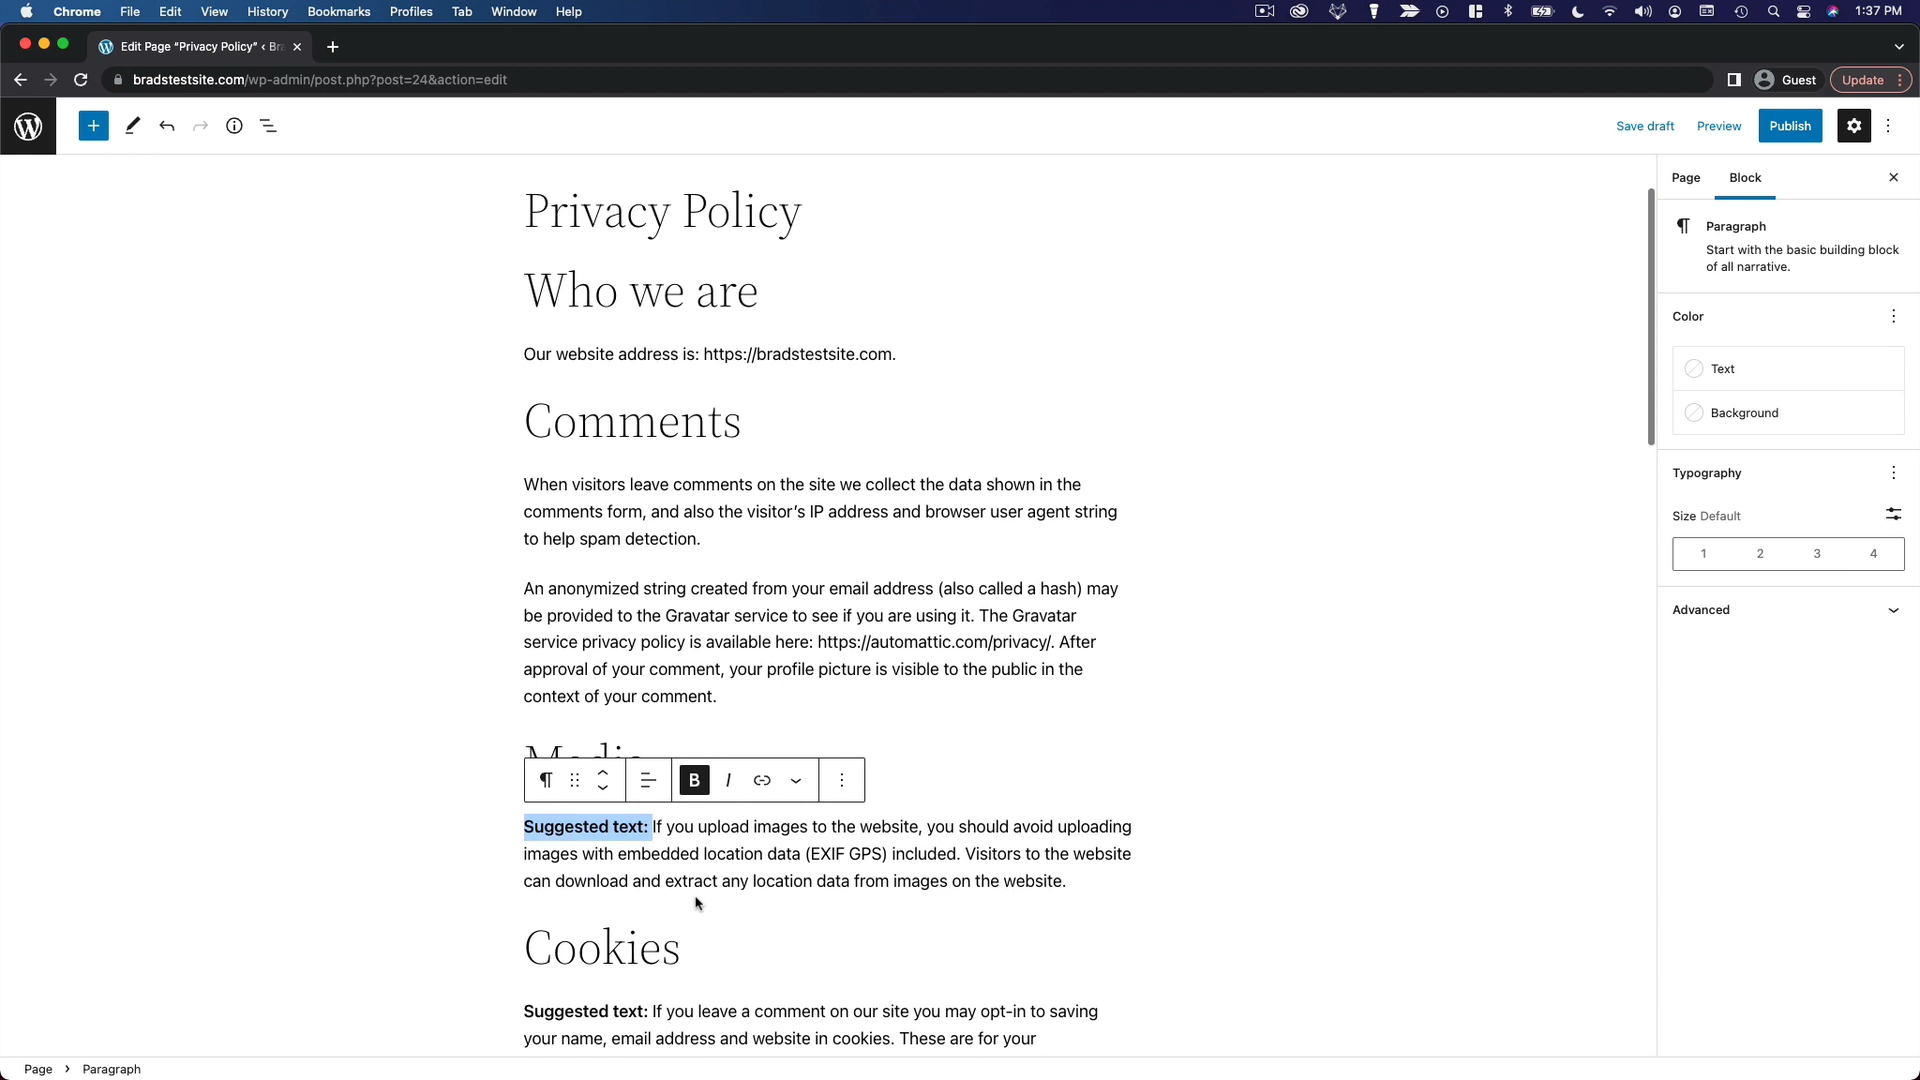 Chrome File Edit View History Bookmarks Profiles Tab Window Help 1:37 PM
Edit Page “Privacy Policy” ‹ Bra
bradstestsite.com/wp-admin/post.php?post=24&action=edit Guest Update
Save draft Preview Publish
Page Block
Paragraph
Start with the basic building block
of all narrative.
Color
Text
Background
Typography
Size Default
1 2 3 4
Advanced
Privacy Policy
Who we are
Our website address is: https://bradstestsite.com.
Comments
When visitors leave comments on the site we collect the data shown in the
comments form, and also the visitor’s IP address and browser user agent string
to help spam detection.
An anonymized string created from your email address (also called a hash) may
be provided to the Gravatar service to see if you are using it. The Gravatar
service privacy policy is available here: https://automattic.com/privacy/. After
approval of your comment, your profile picture is visible to the public in the
context of your comment.
Media
B I
Suggested text: If you upload images to the website, you should avoid uploading
images with embedded location data (EXIF GPS) included. Visitors to the website
can download and extract any location data from images on the website.
Cookies
Suggested text: If you leave a comment on our site you may opt-in to saving
your name, email address and website in cookies. These are for your
Page › Paragraph